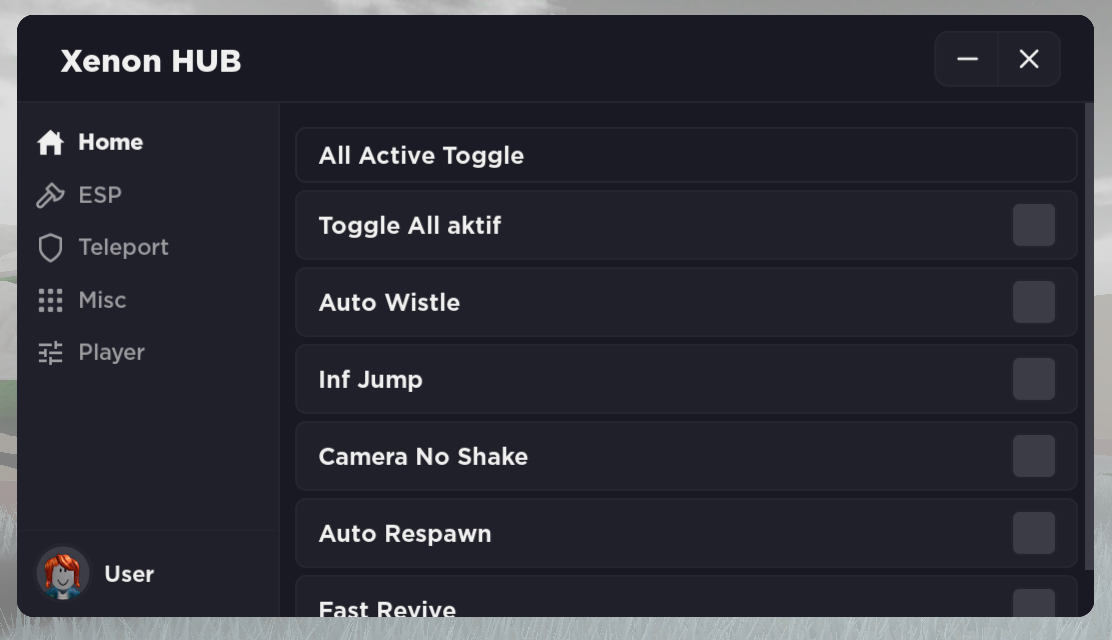 Xenon HUB
Home
ESP
Teleport
Misc
Player
User
All Active Toggle
Toggle All aktif
Auto Wistle
Inf Jump
Camera No Shake
Auto Respawn
Fast Revive